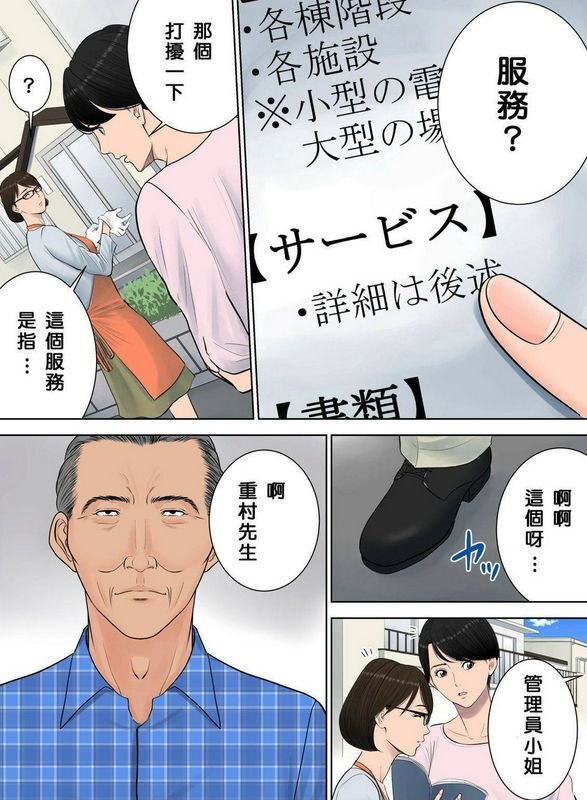 ・各棟階段
・各施設
※小型の電
大型の場
【サービス】
・詳細は後述
【書類】
服務?
那個
打擾一下
?
這個服務
是指…
啊啊
這個呀…
ヤッ
啊
重村先生
管理員小姐